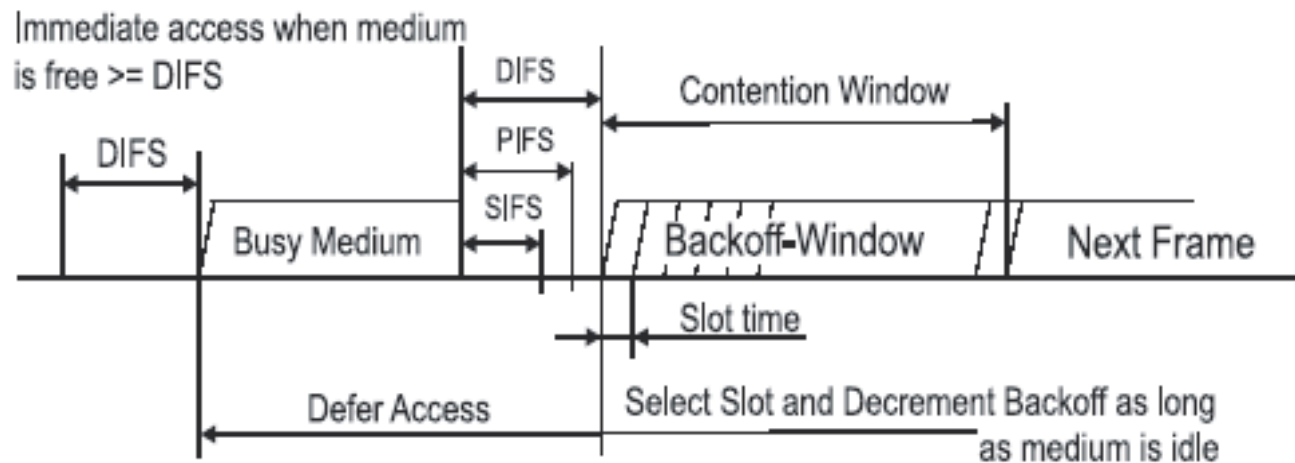 Immediate access when medium
is free >= DIFS
DIFS
DIFS
PIFS
SIFS
Contention Window
Busy Medium
Backoff-Window
Next Frame
Slot time
Defer Access
Select Slot and Decrement Backoff as long
as medium is idle